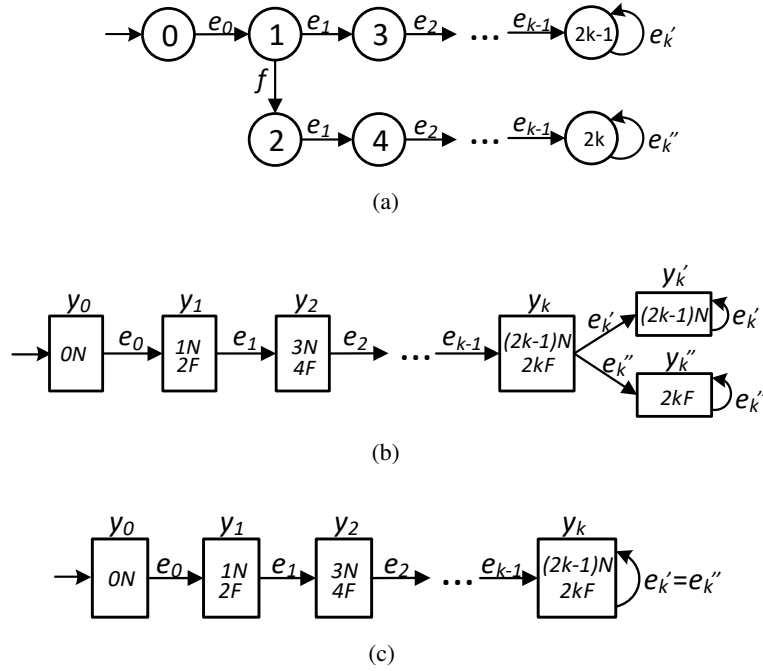 0 e₀ 1 e₁ 3 e₂ ... eₖ₋₁ 2k-1 eₖ′
f
2 e₁ 4 e₂ ... eₖ₋₁ 2k eₖ″
(a)
y₀ y₁ y₂ yₖ yₖ′
0N e₀ 1N 2F e₁ 3N 4F e₂ ... eₖ₋₁ (2k-1)N 2kF eₖ′ (2k-1)N eₖ′
yₖ″
eₖ″ 2kF eₖ″
(b)
y₀ y₁ y₂ yₖ
0N e₀ 1N 2F e₁ 3N 4F e₂ ... eₖ₋₁ (2k-1)N 2kF eₖ′=eₖ″
(c)